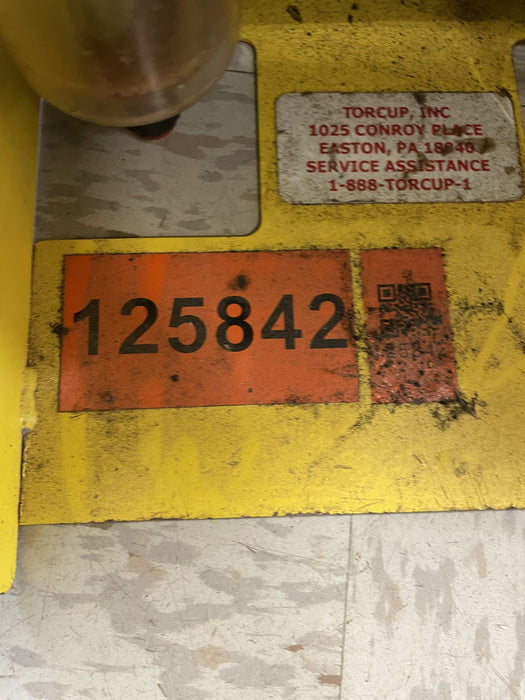 TORCUP, INC
1025 CONROY PLACE
EASTON, PA 18040
SERVICE ASSISTANCE
1-888-TORCUP-1
125842